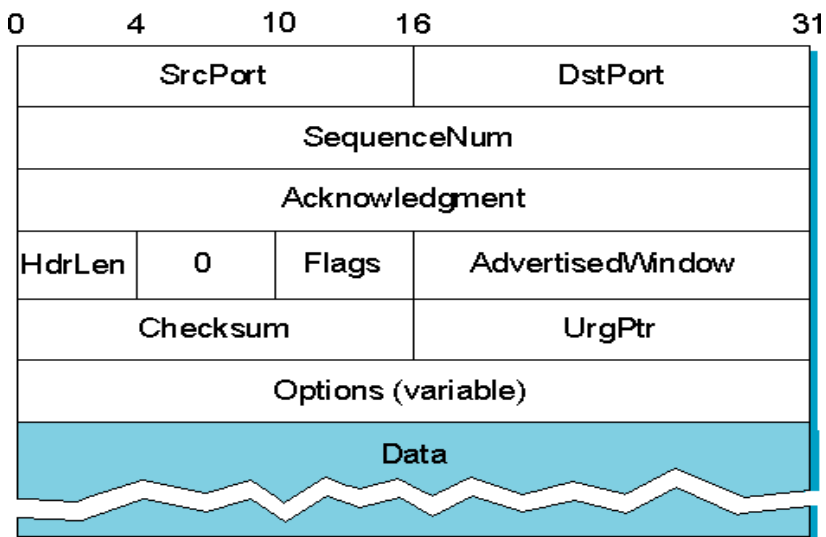 0 4 10 16 31
SrcPort DstPort
SequenceNum
Acknowledgment
HdrLen 0 Flags AdvertisedWindow
Checksum UrgPtr
Options (variable)
Data